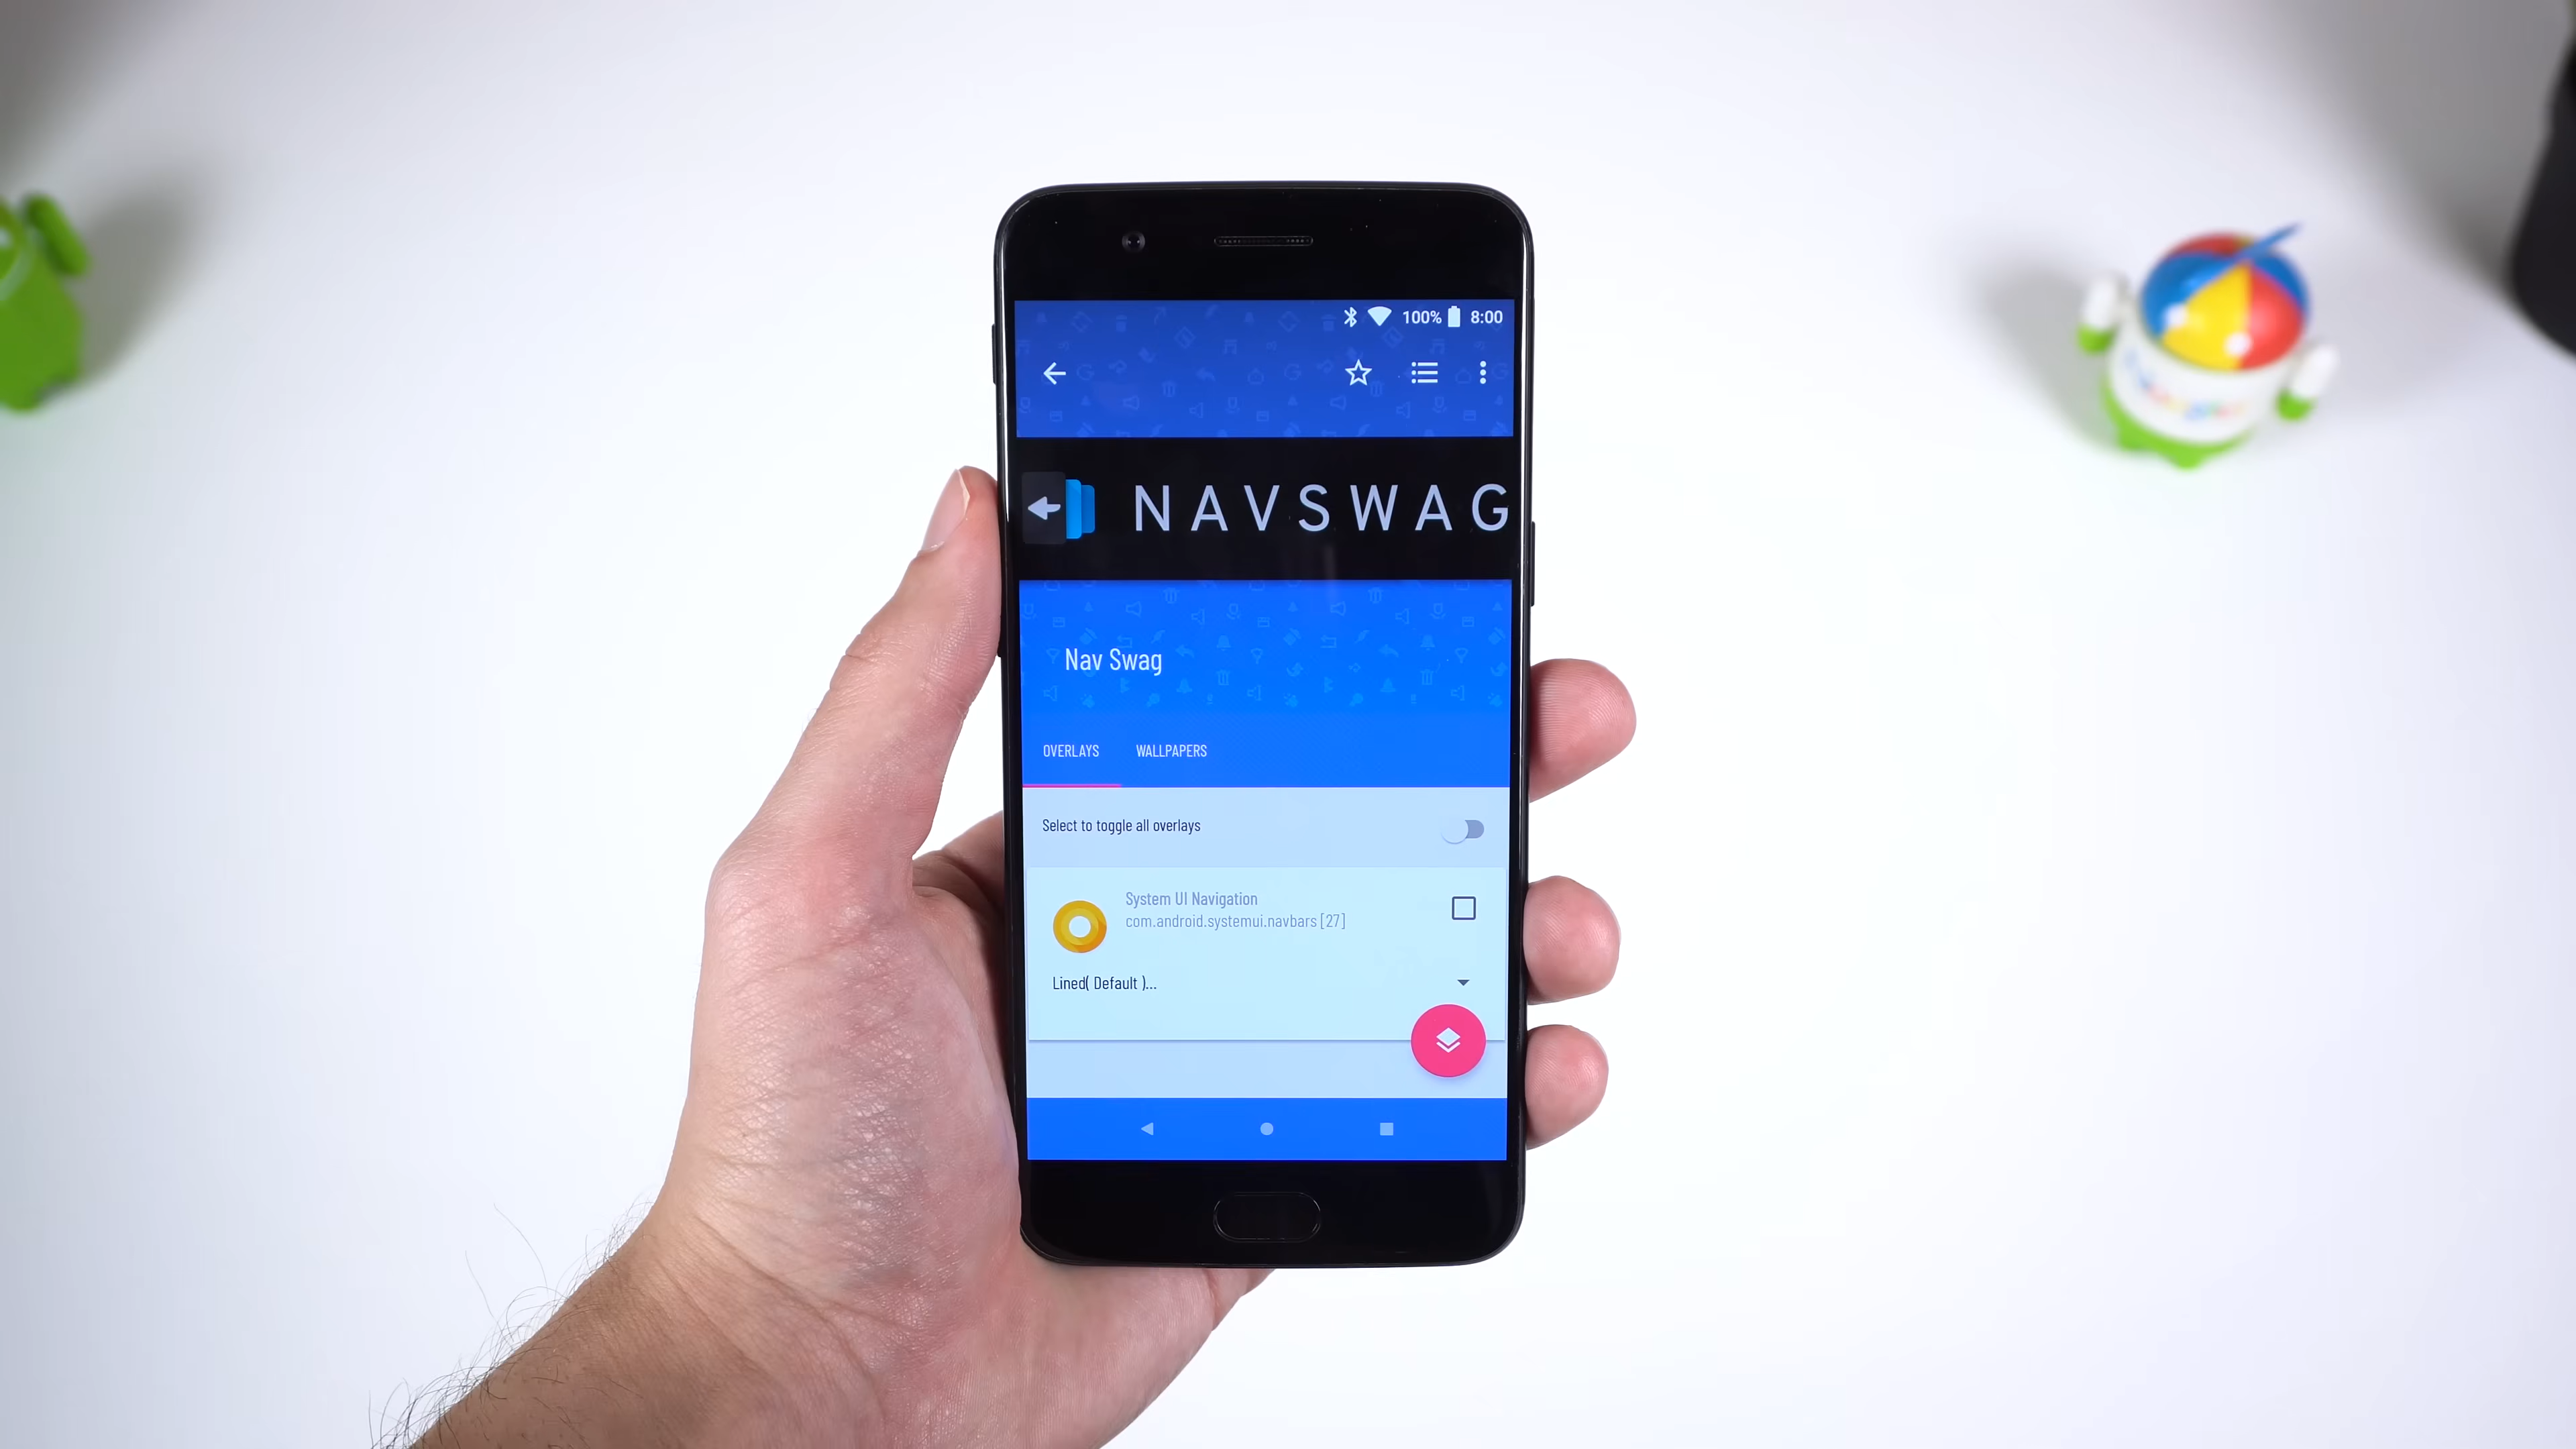 100% 8:00
NAVSWAG
Nav Swag
OVERLAYS WALLPAPERS
Select to toggle all overlays
System UI Navigation
com.android.systemui.navbars [27]
Lined( Default )...